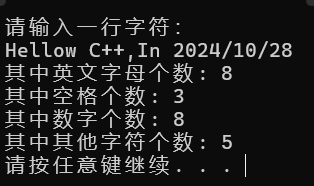 请输入一行字符:
Hellow C++,In 2024/10/28
其中英文字母个数: 8
其中空格个数: 3
其中数字个数: 8
其中其他字符个数: 5
请按任意键继续. . .